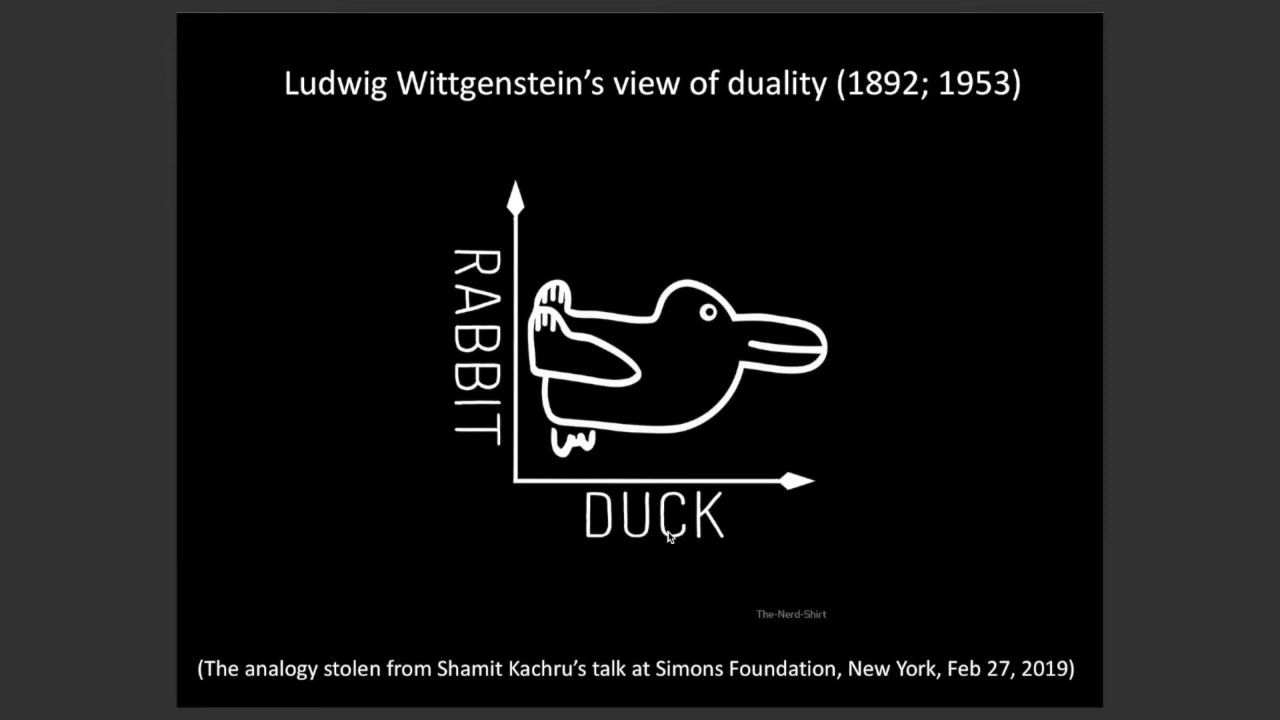 Ludwig Wittgenstein’s view of duality (1892; 1953)
RABBIT
DUCK
The-Nerd-Shirt
(The analogy stolen from Shamit Kachru’s talk at Simons Foundation, New York, Feb 27, 2019)